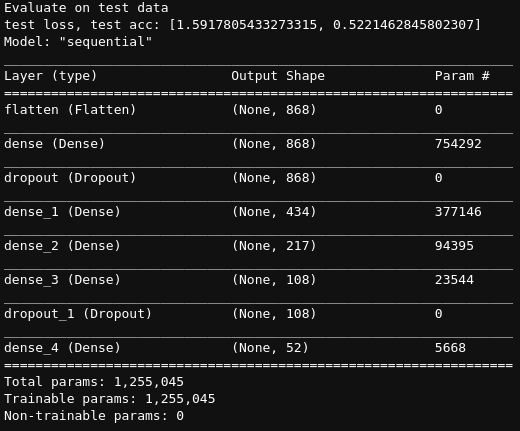 Evaluate on test data
test loss, test acc: [1.5917805433273315, 0.5221462845802307]
Model: "sequential"
_________________________________________________________________
Layer (type)                 Output Shape              Param #
=================================================================
flatten (Flatten)            (None, 868)               0
_________________________________________________________________
dense (Dense)                (None, 868)               754292
_________________________________________________________________
dropout (Dropout)            (None, 868)               0
_________________________________________________________________
dense_1 (Dense)              (None, 434)               377146
_________________________________________________________________
dense_2 (Dense)              (None, 217)               94395
_________________________________________________________________
dense_3 (Dense)              (None, 108)               23544
_________________________________________________________________
dropout_1 (Dropout)          (None, 108)               0
_________________________________________________________________
dense_4 (Dense)              (None, 52)                5668
=================================================================
Total params: 1,255,045
Trainable params: 1,255,045
Non-trainable params: 0